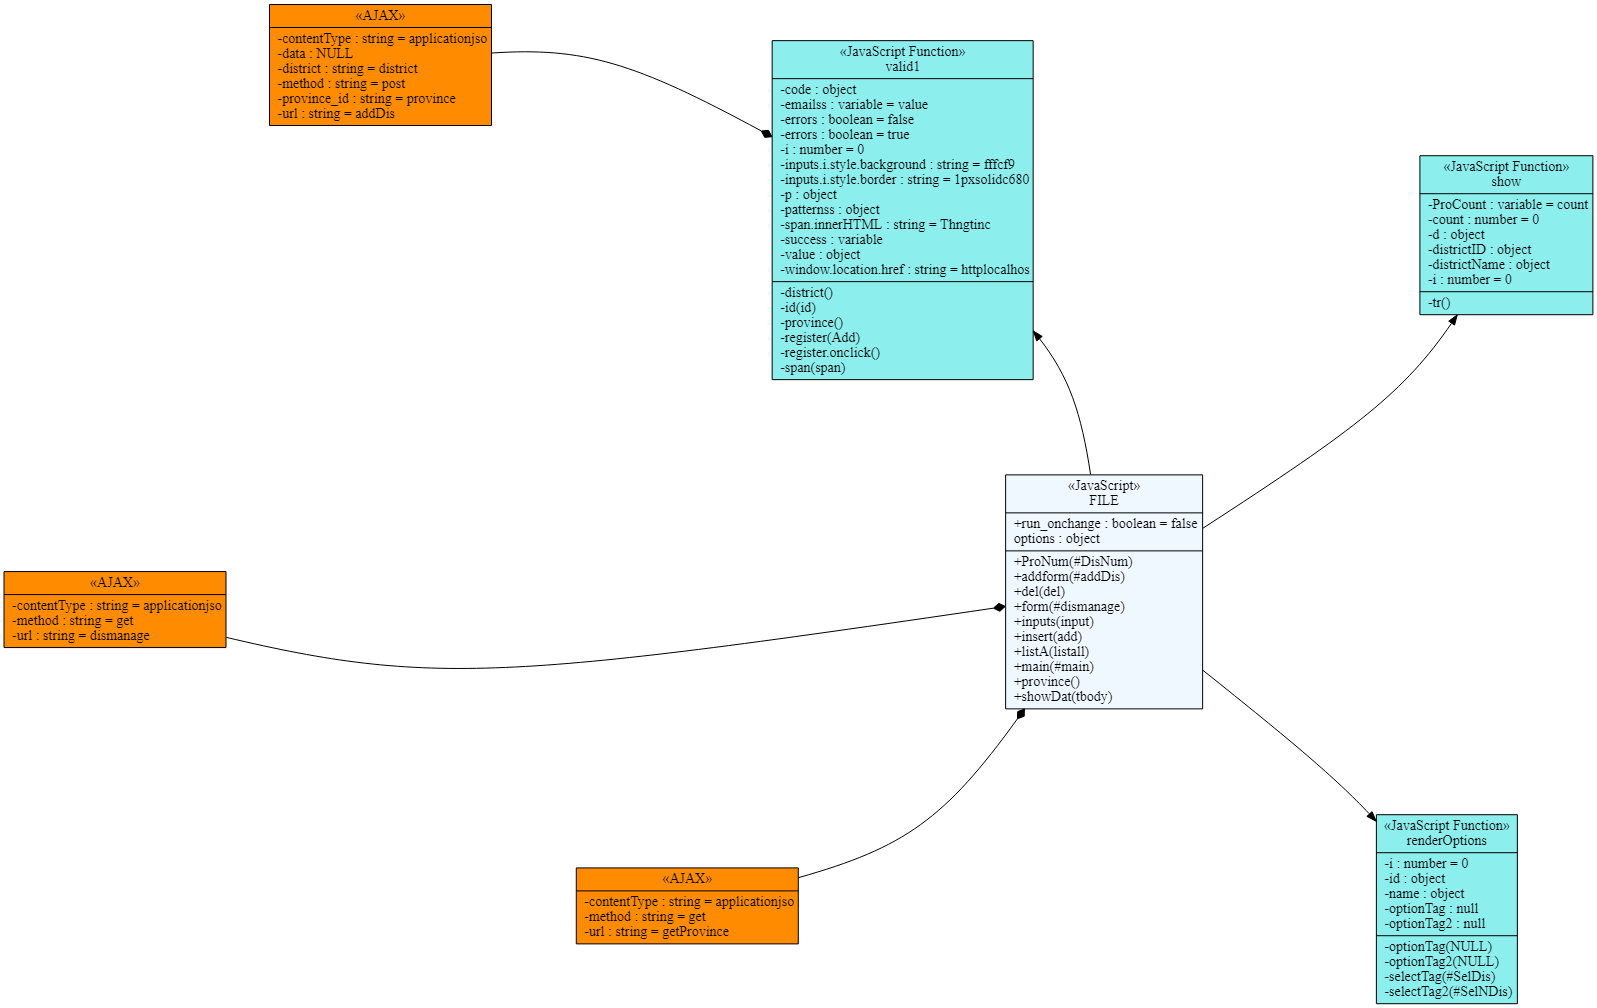 «AJAX»
-contentType : string = applicationjso
-data : NULL
-district : string = district
-method : string = post
-province_id : string = province
-url : string = addDis
«JavaScript Function»
valid1
-code : object
-emailss : variable = value
-errors : boolean = false
-errors : boolean = true
-i : number = 0
-inputs.i.style.background : string = fffcf9
-inputs.i.style.border : string = 1pxsolidc680
-p : object
-patternss : object
-span.innerHTML : string = Thngtinc
-success : variable
-value : object
-window.location.href : string = httplocalhos
-district()
-id(id)
-province()
-register(Add)
-register.onclick()
-span(span)
«JavaScript Function»
show
-ProCount : variable = count
-count : number = 0
-d : object
-districtID : object
-districtName : object
-i : number = 0
-tr()
«JavaScript»
FILE
+run_onchange : boolean = false
options : object
+ProNum(#DisNum)
+addform(#addDis)
+del(del)
+form(#dismanage)
+inputs(input)
+insert(add)
+listA(listall)
+main(#main)
+province()
+showDat(tbody)
«AJAX»
-contentType : string = applicationjso
-method : string = get
-url : string = dismanage
«AJAX»
-contentType : string = applicationjso
-method : string = get
-url : string = getProvince
«JavaScript Function»
renderOptions
-i : number = 0
-id : object
-name : object
-optionTag : null
-optionTag2 : null
-optionTag(NULL)
-optionTag2(NULL)
-selectTag(#SelDis)
-selectTag2(#SelNDis)